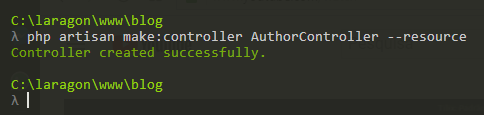 C:\laragon\www\blog
λ php artisan make:controller AuthorController --resource
Controller created successfully.
C:\laragon\www\blog
λ